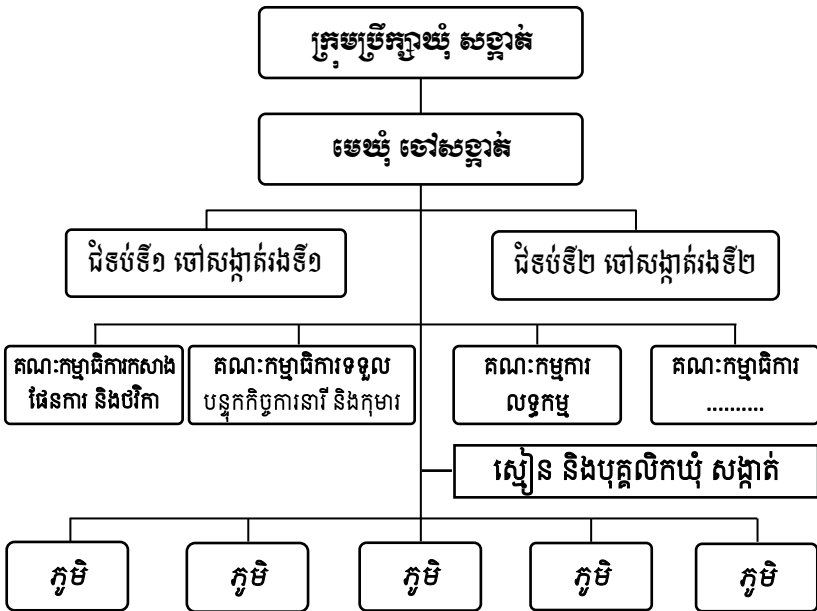 ក្រុមប្រឹក្សាឃុំ សង្កាត់
មេឃុំ ចៅសង្កាត់
ជំទប់ទី១ ចៅសង្កាត់រងទី១
ជំទប់ទី២ ចៅសង្កាត់រងទី២
គណៈកម្មាធិការកសាង
ផែនការ និងថវិកា
គណៈកម្មាធិការទទួល
បន្ទុកកិច្ចការនារី និងកុមារ
គណៈកម្មការ
លទ្ធកម្ម
គណៈកម្មាធិការ
..........
ស្មៀន និងបុគ្គលិកឃុំ សង្កាត់
ភូមិ
ភូមិ
ភូមិ
ភូមិ
ភូមិ